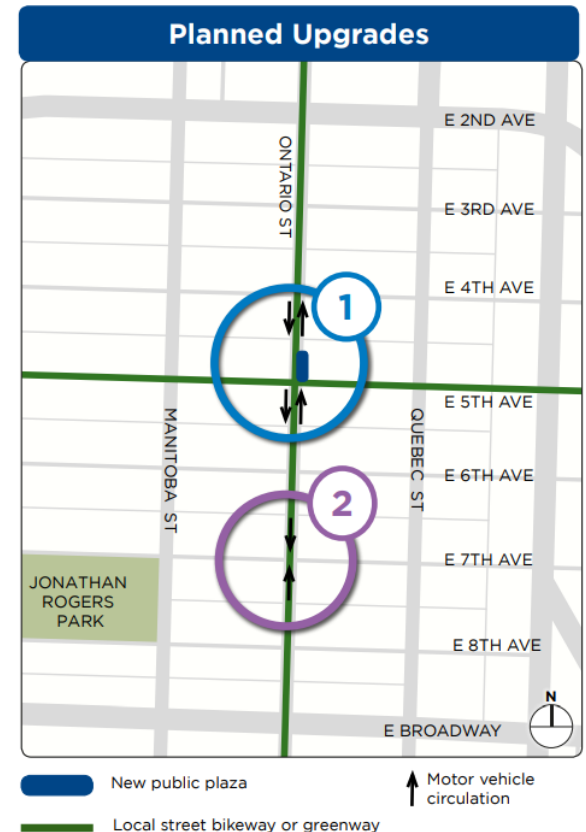 Planned Upgrades
E 2ND AVE
ONTARIO ST
E 3RD AVE
E 4TH AVE
1
E 5TH AVE
MANITOBA ST
QUEBEC ST
E 6TH AVE
2
E 7TH AVE
JONATHAN
ROGERS
PARK
E 8TH AVE
N
E BROADWAY
New public plaza
Motor vehicle
circulation
Local street bikeway or greenway